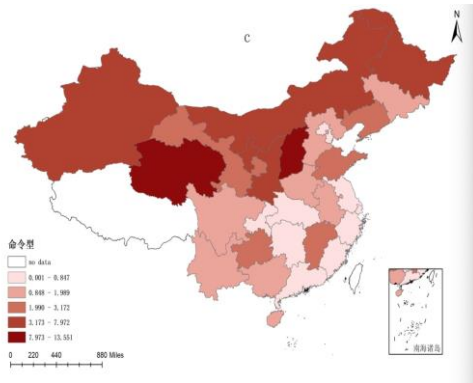 N
c
命令型
no data
0.001 - 0.847
0.848 - 1.989
1.990 - 3.172
3.173 - 7.972
7.973 - 13.551
0 220 440 880 Miles
南海诸岛